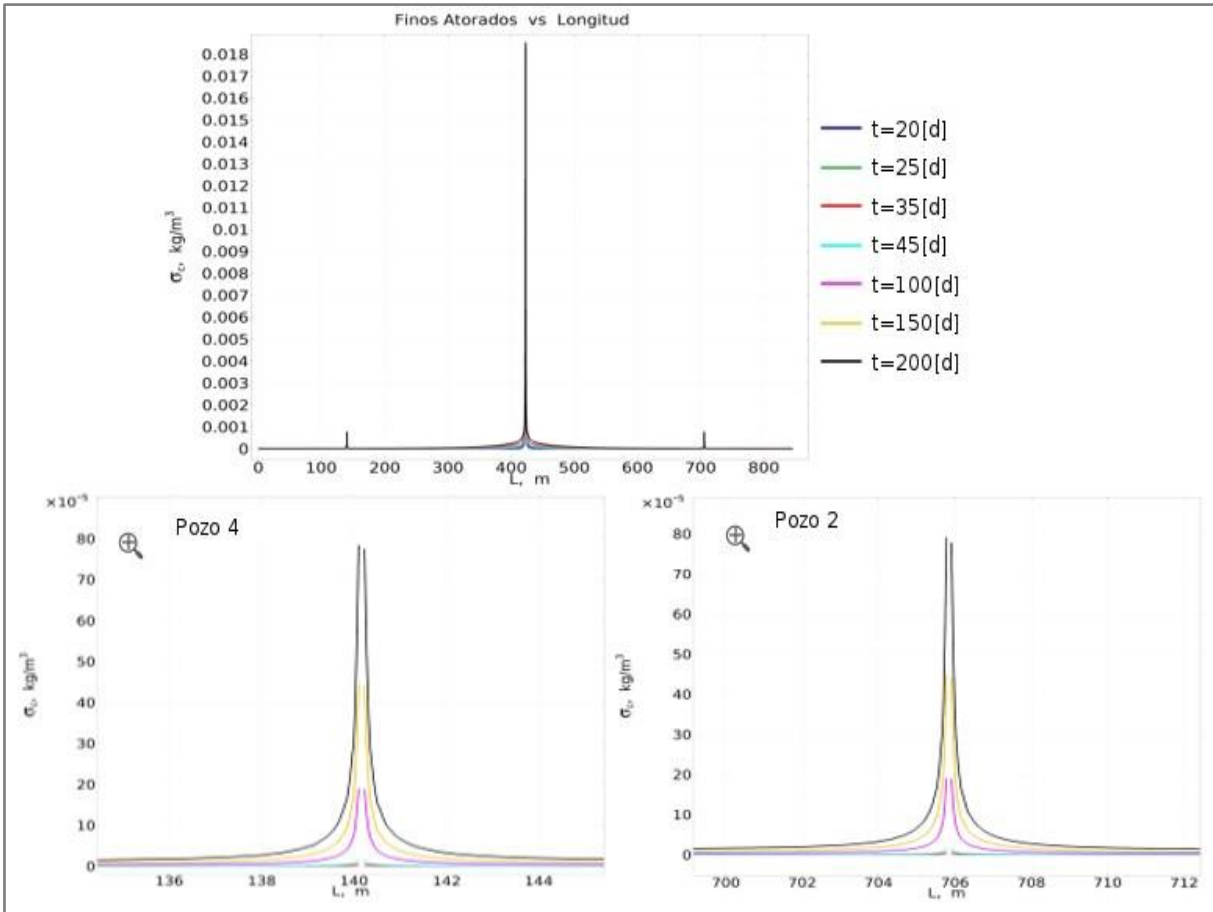 Finos Atorados vs Longitud
0.018
0.017
0.016
0.015
0.014
0.013
0.012
0.011
0.01
0.009
0.008
0.007
0.006
0.005
0.004
0.003
0.002
0.001
0
σc, kg/m³
0 100 200 300 400 500 600 700 800
L, m
t=20[d]
t=25[d]
t=35[d]
t=45[d]
t=100[d]
t=150[d]
t=200[d]
×10⁻⁵
Pozo 4
80
70
60
50
40
30
20
10
0
σc, kg/m³
136 138 140 142 144
L, m
×10⁻⁵
Pozo 2
80
70
60
50
40
30
20
10
0
σc, kg/m³
700 702 704 706 708 710 712
L, m